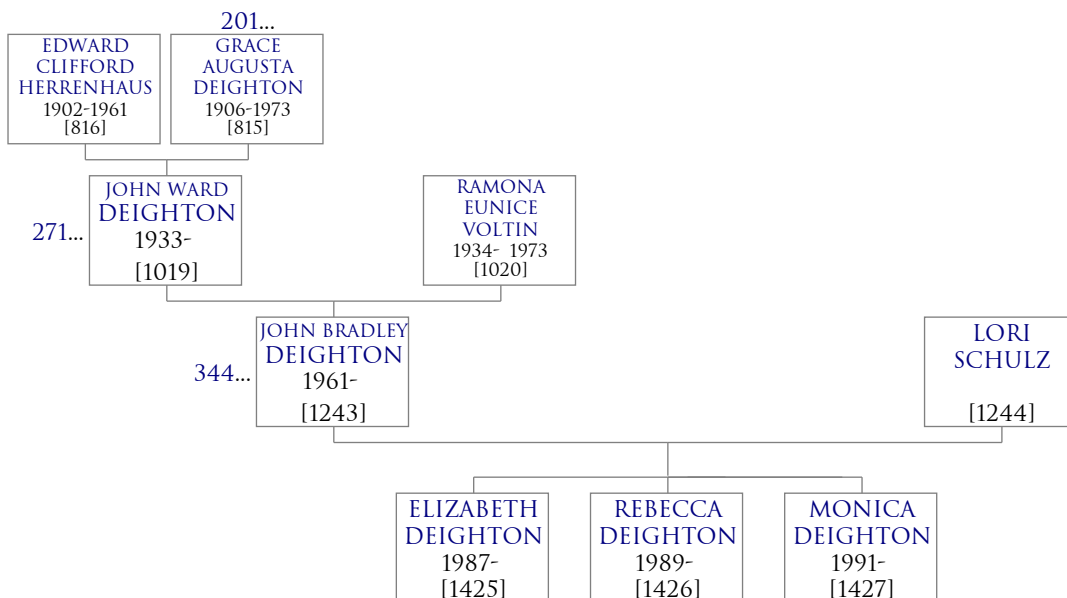 201...
EDWARD
CLIFFORD
HERRENHAUS
1902-1961
[816]
GRACE
AUGUSTA
DEIGHTON
1906-1973
[815]
271...
JOHN WARD
DEIGHTON
1933-
[1019]
RAMONA
EUNICE
VOLTIN
1934- 1973
[1020]
344...
JOHN BRADLEY
DEIGHTON
1961-
[1243]
LORI
SCHULZ
[1244]
ELIZABETH
DEIGHTON
1987-
[1425]
REBECCA
DEIGHTON
1989-
[1426]
MONICA
DEIGHTON
1991-
[1427]